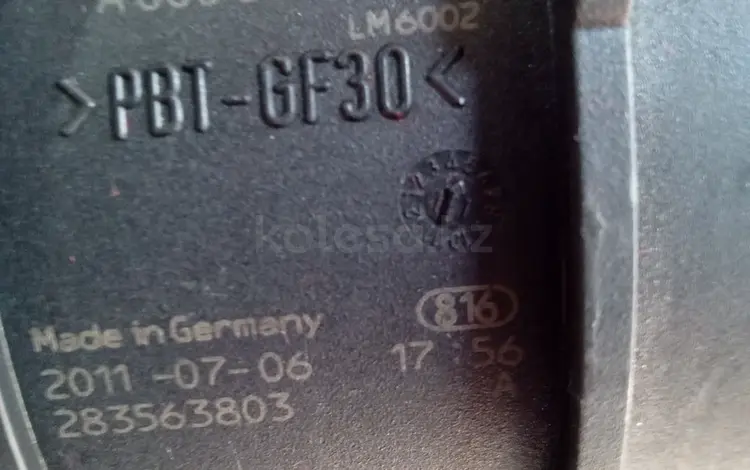 LM6002
>PBT-GF30<
kolesa.kz
816
Made in Germany
17 56
2011-07-06
A
283563803